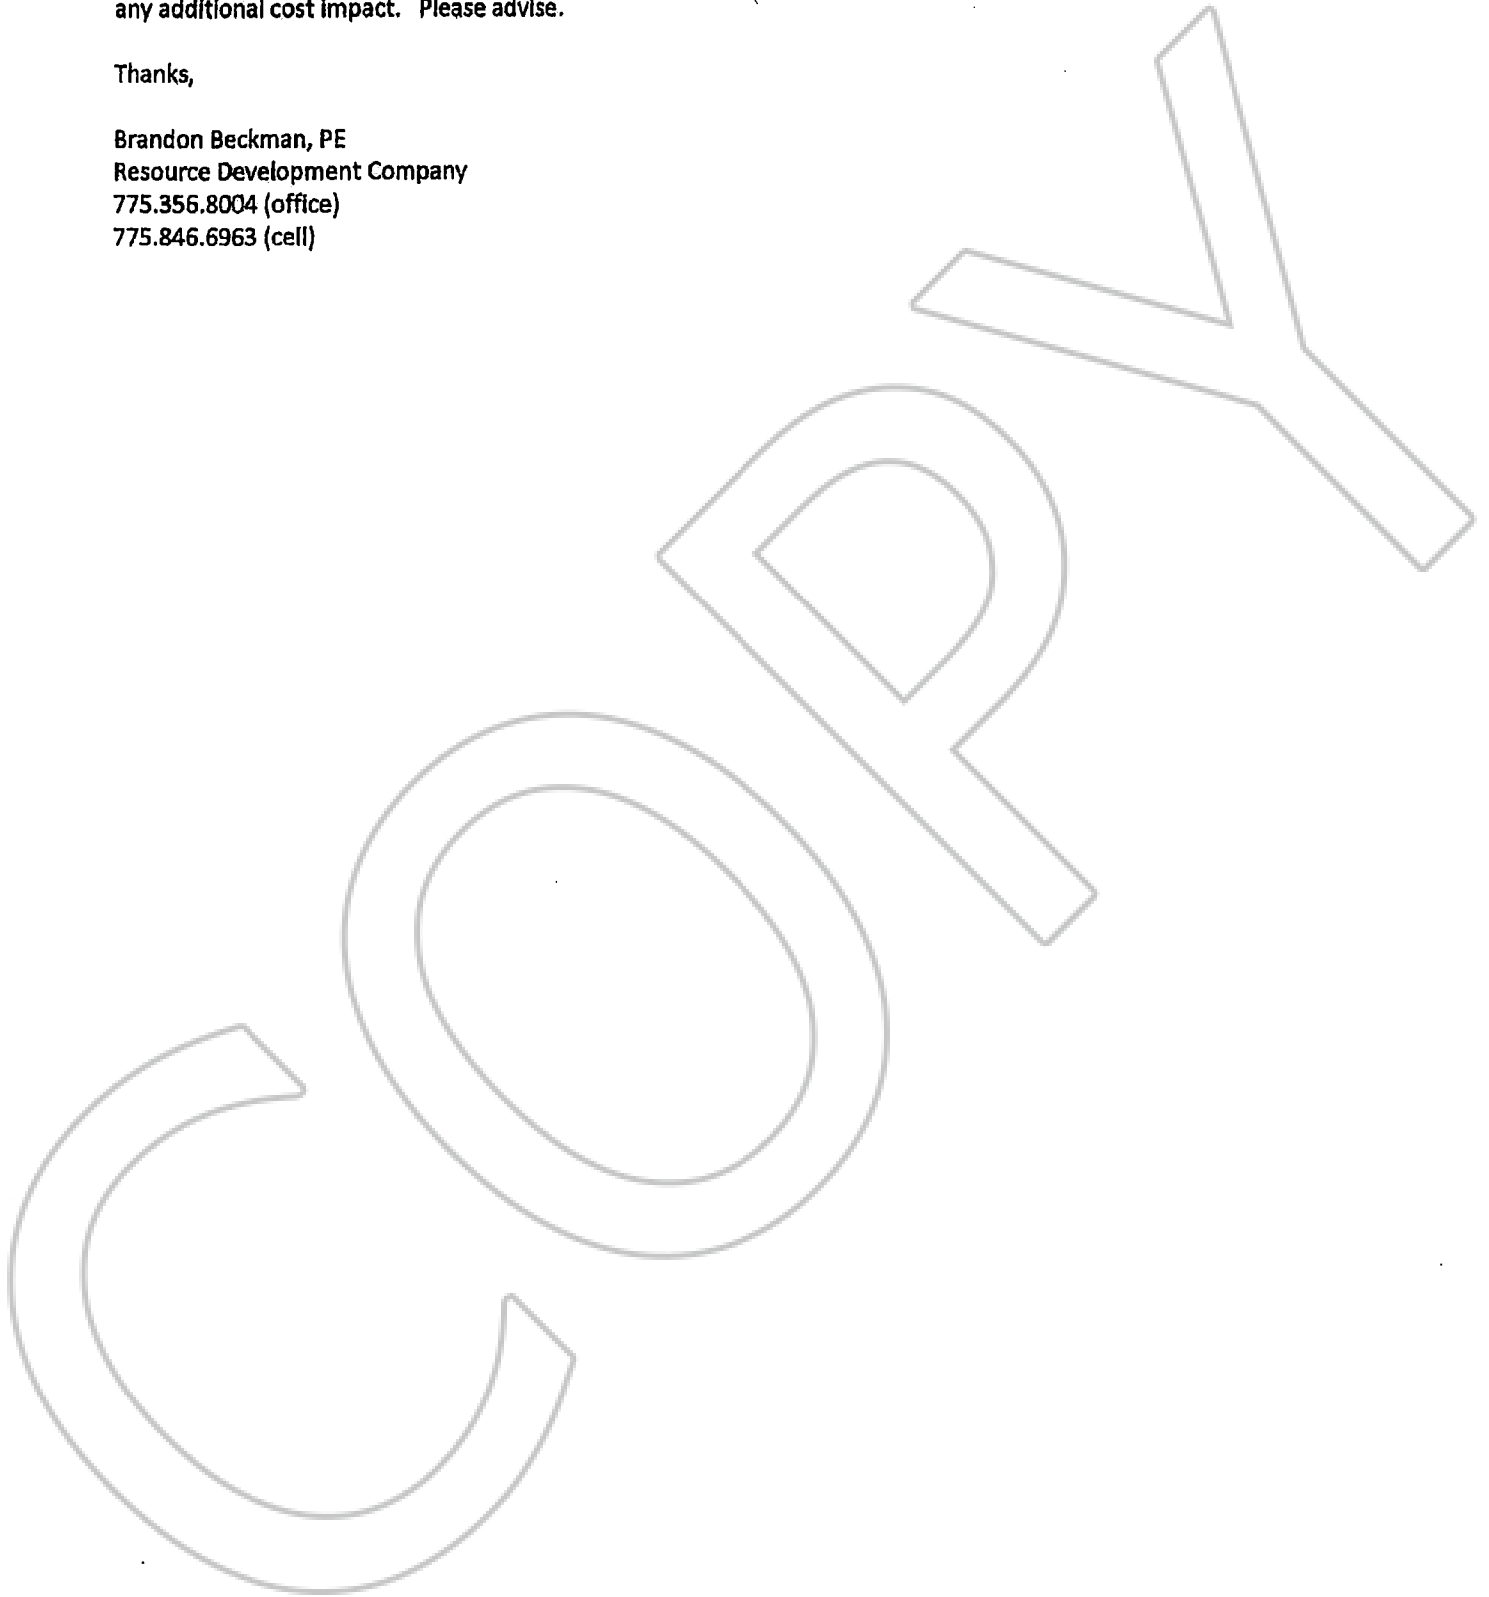 any additional cost impact. Please advise.
Thanks,
Brandon Beckman, PE
Resource Development Company
775.356.8004 (office)
775.846.6963 (cell)
COPY